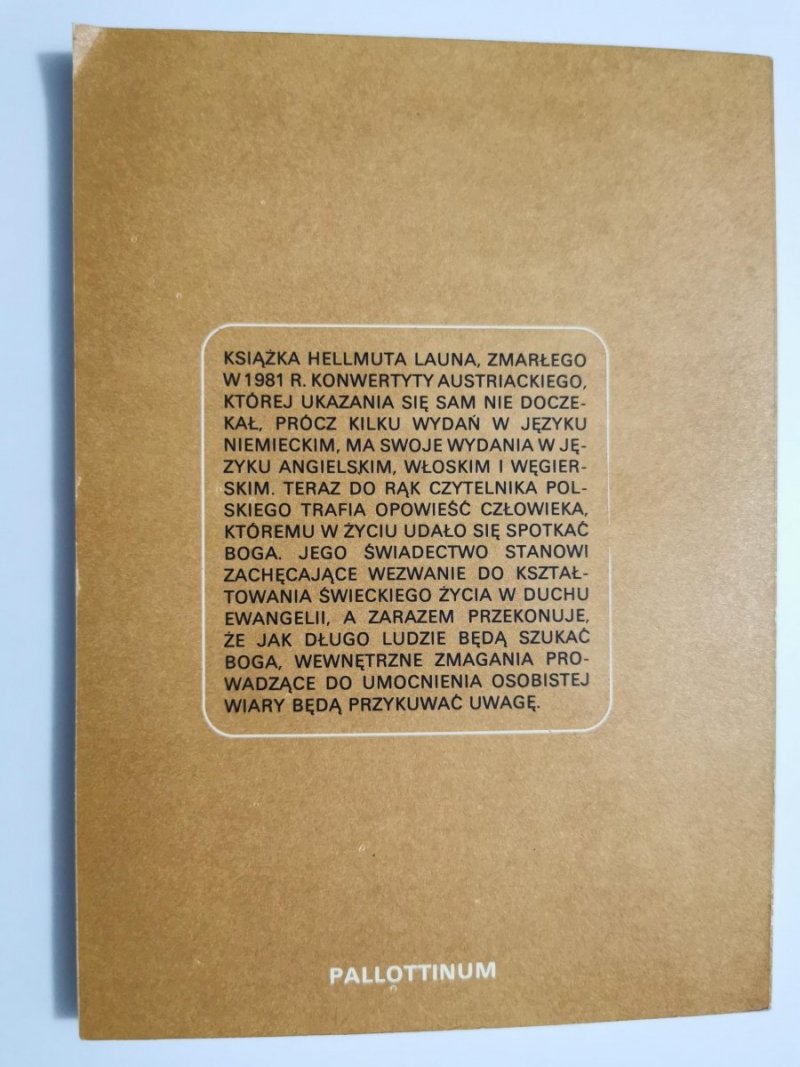 KSIĄŻKA HELLMUTA LAUNA, ZMARŁEGO
W 1981 R. KONWERTYTY AUSTRIACKIEGO,
KTÓREJ UKAZANIA SIĘ SAM NIE DOCZE-
KAŁ, PRÓCZ KILKU WYDAŃ W JĘZYKU
NIEMIECKIM, MA SWOJE WYDANIA W JĘ-
ZYKU ANGIELSKIM, WŁOSKIM I WĘGIER-
SKIM. TERAZ DO RĄK CZYTELNIKA POL-
SKIEGO TRAFIA OPOWIEŚĆ CZŁOWIEKA,
KTÓREMU W ŻYCIU UDAŁO SIĘ SPOTKAĆ
BOGA. JEGO ŚWIADECTWO STANOWI
ZACHĘCAJĄCE WEZWANIE DO KSZTAŁ-
TOWANIA ŚWIECKIEGO ŻYCIA W DUCHU
EWANGELII, A ZARAZEM PRZEKONUJE,
ŻE JAK DŁUGO LUDZIE BĘDĄ SZUKAĆ
BOGA, WEWNĘTRZNE ZMAGANIA PRO-
WADZĄCE DO UMOCNIENIA OSOBISTEJ
WIARY BĘDĄ PRZYKUWAĆ UWAGĘ.
PALLOTTINUM